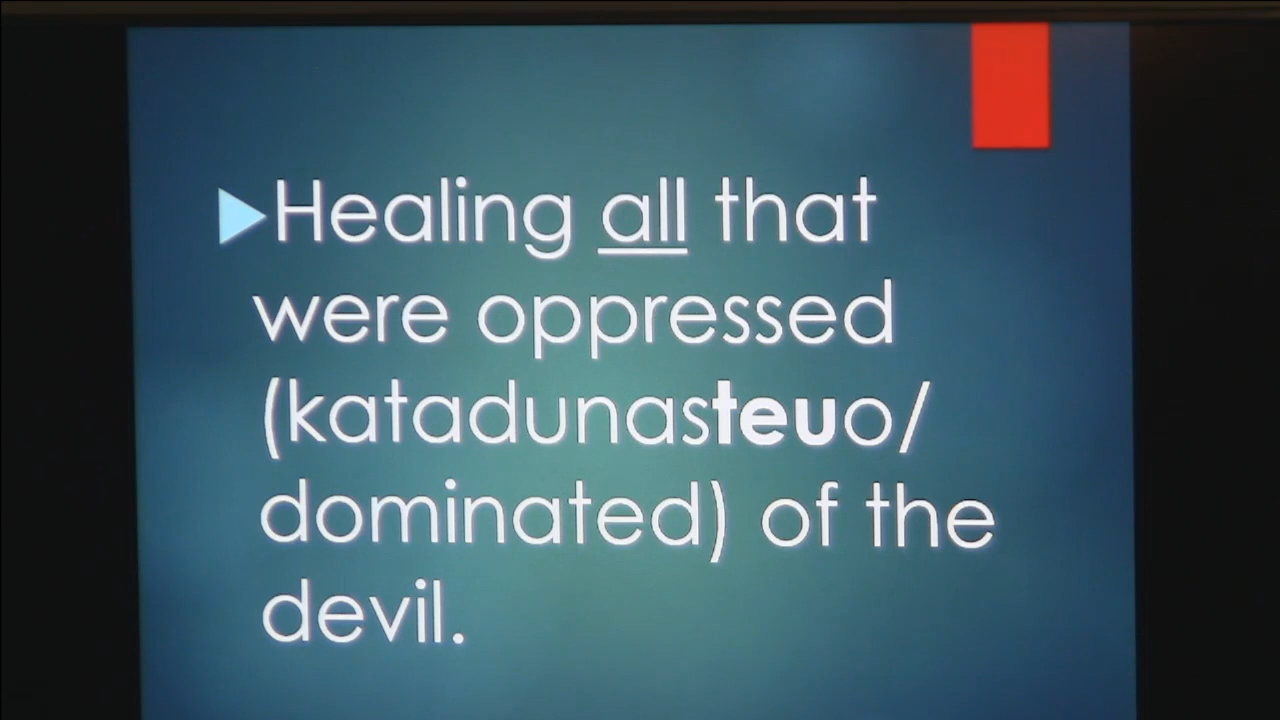 Healing all that
were oppressed
(katadunasteuo/
dominated) of the
devil.